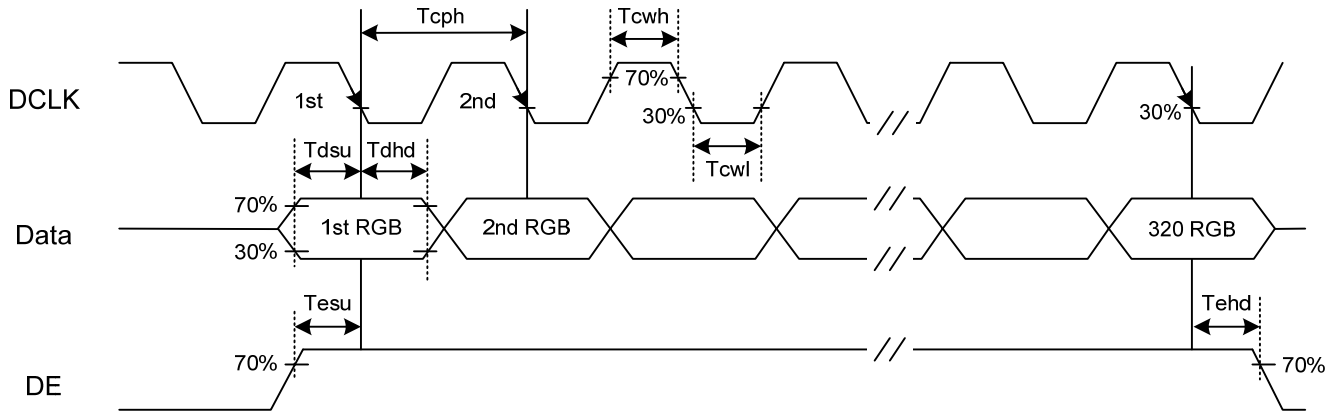 Tcph
Tcwh
DCLK
1st
2nd
70%
30%
30%
Tcwl
Tdsu
Tdhd
Data
70%
30%
1st RGB
2nd RGB
320 RGB
Tesu
Tehd
DE
70%
70%